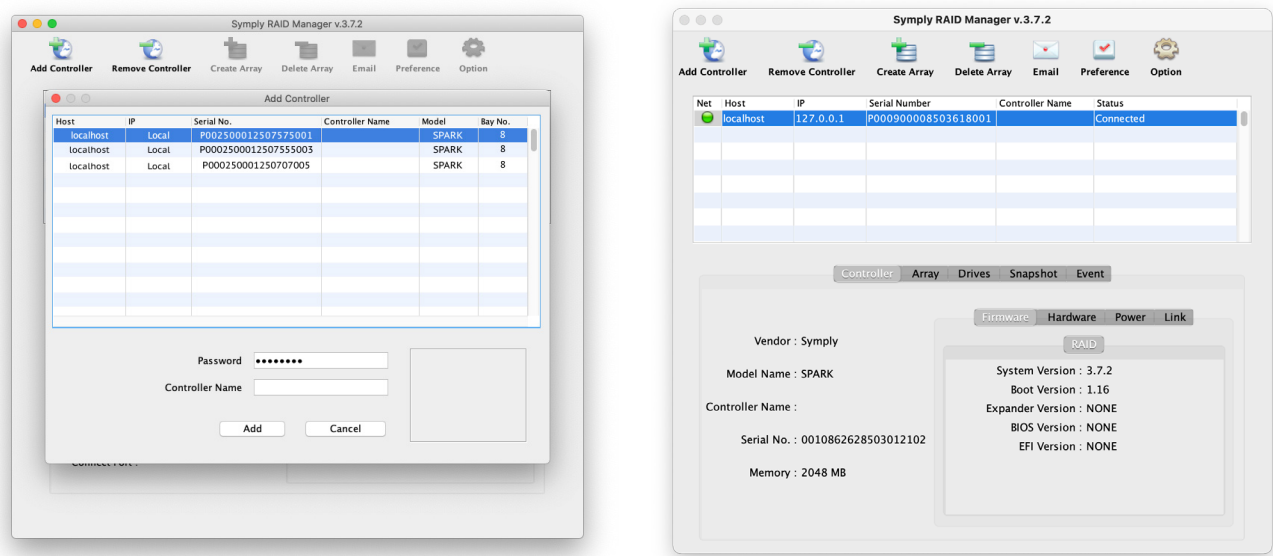 Symply RAID Manager v.3.7.2
Add Controller Remove Controller Create Array Delete Array Email Preference Option
Add Controller
Host IP Serial No. Controller Name Model Bay No.
localhost Local P002500012507575001 SPARK 8
localhost Local P0002500012507555003 SPARK 8
localhost Local P000250001250707005 SPARK 8
Password ••••••••
Controller Name
Add Cancel
Connect Port :
Symply RAID Manager v.3.7.2
Add Controller Remove Controller Create Array Delete Array Email Preference Option
Net Host IP Serial Number Controller Name Status
localhost 127.0.0.1 P000900008503618001 Connected
Controller Array Drives Snapshot Event
Firmware Hardware Power Link
RAID
Vendor : Symply
Model Name : SPARK
Controller Name :
Serial No. : 0010862628503012102
Memory : 2048 MB
System Version : 3.7.2
Boot Version : 1.16
Expander Version : NONE
BIOS Version : NONE
EFI Version : NONE